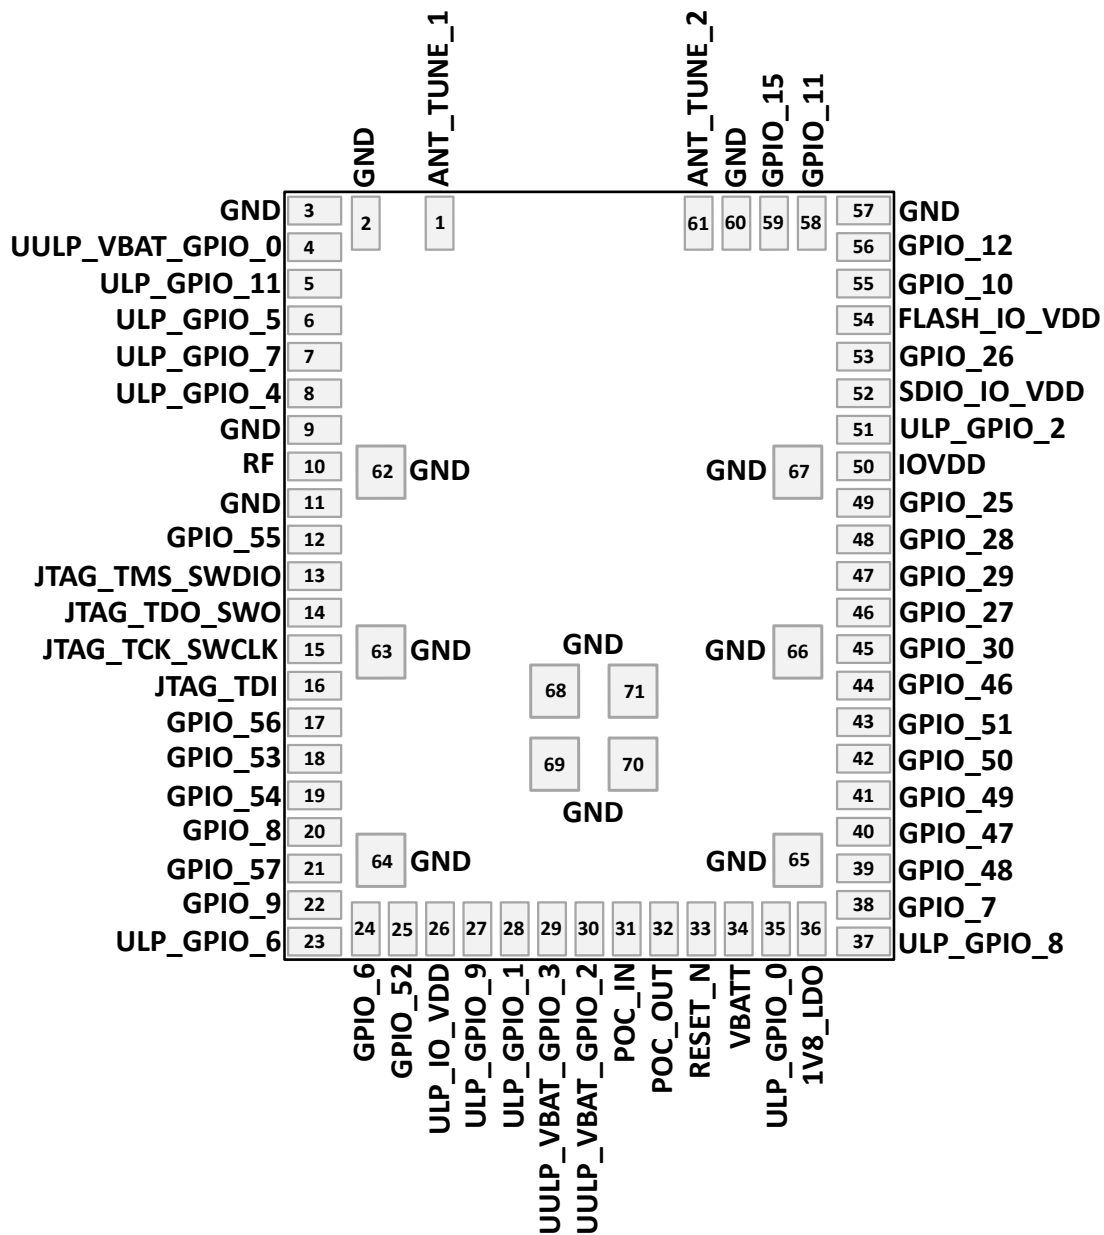 GND
ANT_TUNE_1
ANT_TUNE_2
GND
GPIO_15
GPIO_11
2
1
61
60
59
58
GND 3
UULP_VBAT_GPIO_0 4
ULP_GPIO_11 5
ULP_GPIO_5 6
ULP_GPIO_7 7
ULP_GPIO_4 8
GND 9
RF 10
GND 11
GPIO_55 12
JTAG_TMS_SWDIO 13
JTAG_TDO_SWO 14
JTAG_TCK_SWCLK 15
JTAG_TDI 16
GPIO_56 17
GPIO_53 18
GPIO_54 19
GPIO_8 20
GPIO_57 21
GPIO_9 22
ULP_GPIO_6 23
57 GND
56 GPIO_12
55 GPIO_10
54 FLASH_IO_VDD
53 GPIO_26
52 SDIO_IO_VDD
51 ULP_GPIO_2
50 IOVDD
49 GPIO_25
48 GPIO_28
47 GPIO_29
46 GPIO_27
45 GPIO_30
44 GPIO_46
43 GPIO_51
42 GPIO_50
41 GPIO_49
40 GPIO_47
39 GPIO_48
38 GPIO_7
37 ULP_GPIO_8
62 GND
GND 67
63 GND
GND 66
GND
68 71
69 70
GND
64 GND
GND 65
24
25
26
27
28
29
30
31
32
33
34
35
36
GPIO_6
GPIO_52
ULP_IO_VDD
ULP_GPIO_9
ULP_GPIO_1
UULP_VBAT_GPIO_3
UULP_VBAT_GPIO_2
POC_IN
POC_OUT
RESET_N
VBATT
ULP_GPIO_0
1V8_LDO